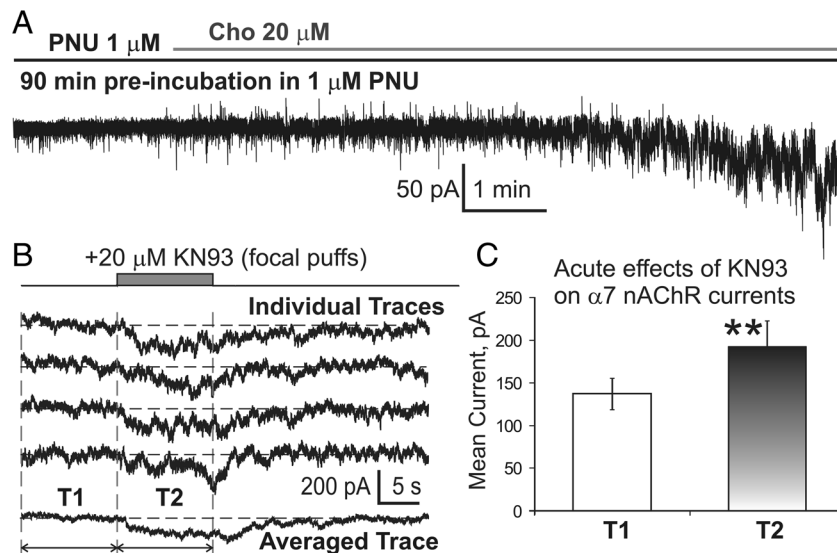 A
Cho 20 μM
PNU 1 μM
90 min pre-incubation in 1 μM PNU
50 pA
1 min
B
+20 μM KN93 (focal puffs)
Individual Traces
T1
T2
200 pA
5 s
Averaged Trace
C
Acute effects of KN93
on α7 nAChR currents
Mean Current, pA
250
**
200
150
100
50
0
T1
T2